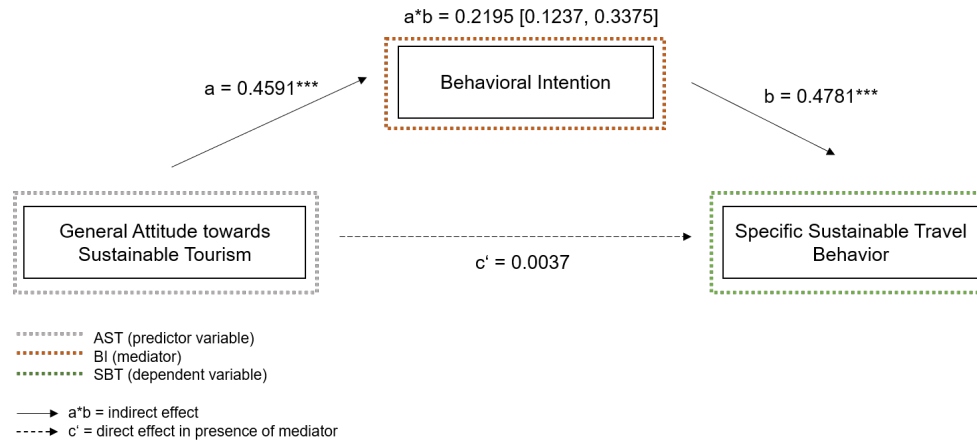 a*b = 0.2195 [0.1237, 0.3375]
Behavioral Intention
a = 0.4591***
b = 0.4781***
General Attitude towards
Sustainable Tourism
Specific Sustainable Travel
Behavior
c‘ = 0.0037
AST (predictor variable)
BI (mediator)
SBT (dependent variable)
a*b = indirect effect
c‘ = direct effect in presence of mediator